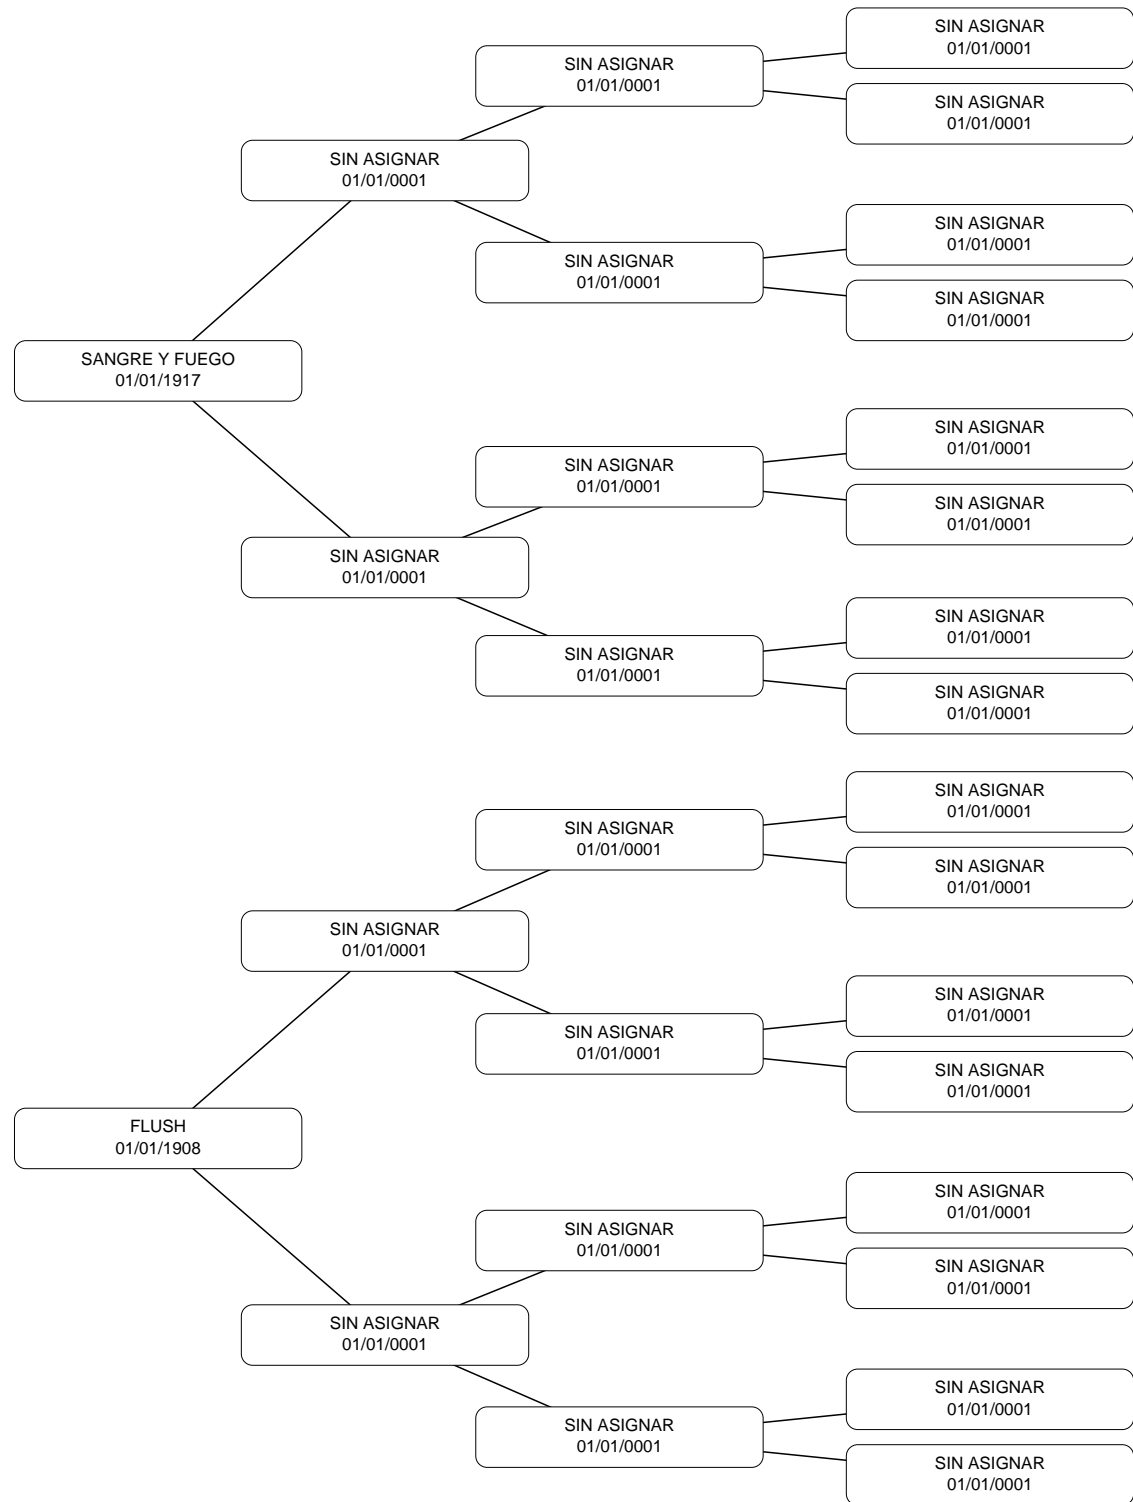 SIN ASIGNAR
01/01/0001
SIN ASIGNAR
01/01/0001
SIN ASIGNAR
01/01/0001
SIN ASIGNAR
01/01/0001
SIN ASIGNAR
01/01/0001
SIN ASIGNAR
01/01/0001
SIN ASIGNAR
01/01/0001
SANGRE Y FUEGO
01/01/1917
SIN ASIGNAR
01/01/0001
SIN ASIGNAR
01/01/0001
SIN ASIGNAR
01/01/0001
SIN ASIGNAR
01/01/0001
SIN ASIGNAR
01/01/0001
SIN ASIGNAR
01/01/0001
SIN ASIGNAR
01/01/0001
SIN ASIGNAR
01/01/0001
SIN ASIGNAR
01/01/0001
SIN ASIGNAR
01/01/0001
SIN ASIGNAR
01/01/0001
SIN ASIGNAR
01/01/0001
SIN ASIGNAR
01/01/0001
SIN ASIGNAR
01/01/0001
FLUSH
01/01/1908
SIN ASIGNAR
01/01/0001
SIN ASIGNAR
01/01/0001
SIN ASIGNAR
01/01/0001
SIN ASIGNAR
01/01/0001
SIN ASIGNAR
01/01/0001
SIN ASIGNAR
01/01/0001
SIN ASIGNAR
01/01/0001